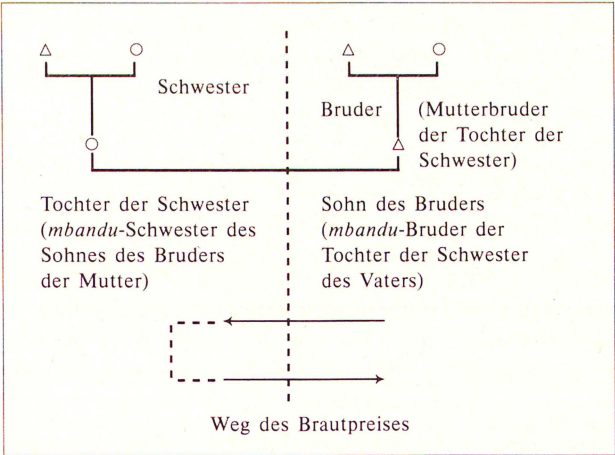 Schwester
Bruder
(Mutterbruder
der Tochter der
Schwester)
Tochter der Schwester
(mbandu-Schwester des
Sohnes des Bruders
der Mutter)
Sohn des Bruders
(mbandu-Bruder der
Tochter der Schwester
des Vaters)
Weg des Brautpreises